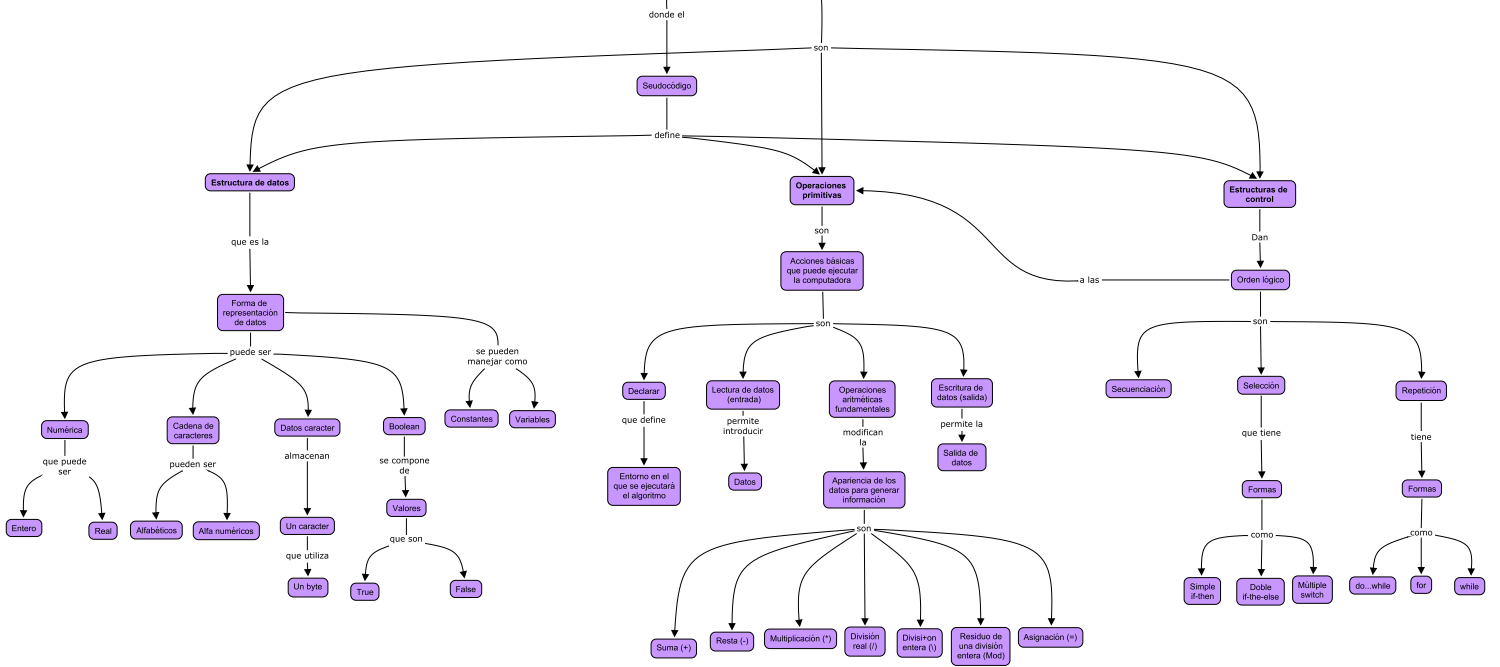 donde el
son
Seudocódigo
define
Estructura de datos
Operaciones
primitivas
Estructuras de
control
que es la
son
Dan
Acciones básicas
que puede ejecutar
la computadora
a las
Orden lógico
Forma de
representación
de datos
son
son
puede ser
se pueden
manejar como
Declarar
Lectura de datos
(entrada)
Operaciones
aritméticas
fundamentales
Escritura de
datos (salida)
Secuenciación
Selección
Repetición
Numérica
Cadena de
caracteres
Datos caracter
Boolean
Constantes
Variables
que define
permite
introducir
modifican
la
permite la
que tiene
tiene
que puede
ser
pueden ser
almacenan
se compone
de
Entorno en el
que se ejecutará
el algoritmo
Datos
Apariencia de los
datos para generar
información
Salida de
datos
Formas
Formas
Entero
Real
Alfabéticos
Alfa numéricos
Un caracter
Valores
que utiliza
que son
son
como
como
Un byte
True
False
Simple
if-then
Doble
if-the-else
Múltiple
switch
do...while
for
while
Suma (+)
Resta (-)
Multiplicación (*)
División
real (/)
Divisi+on
entera (\)
Residuo de
una división
entera (Mod)
Asignación (=)